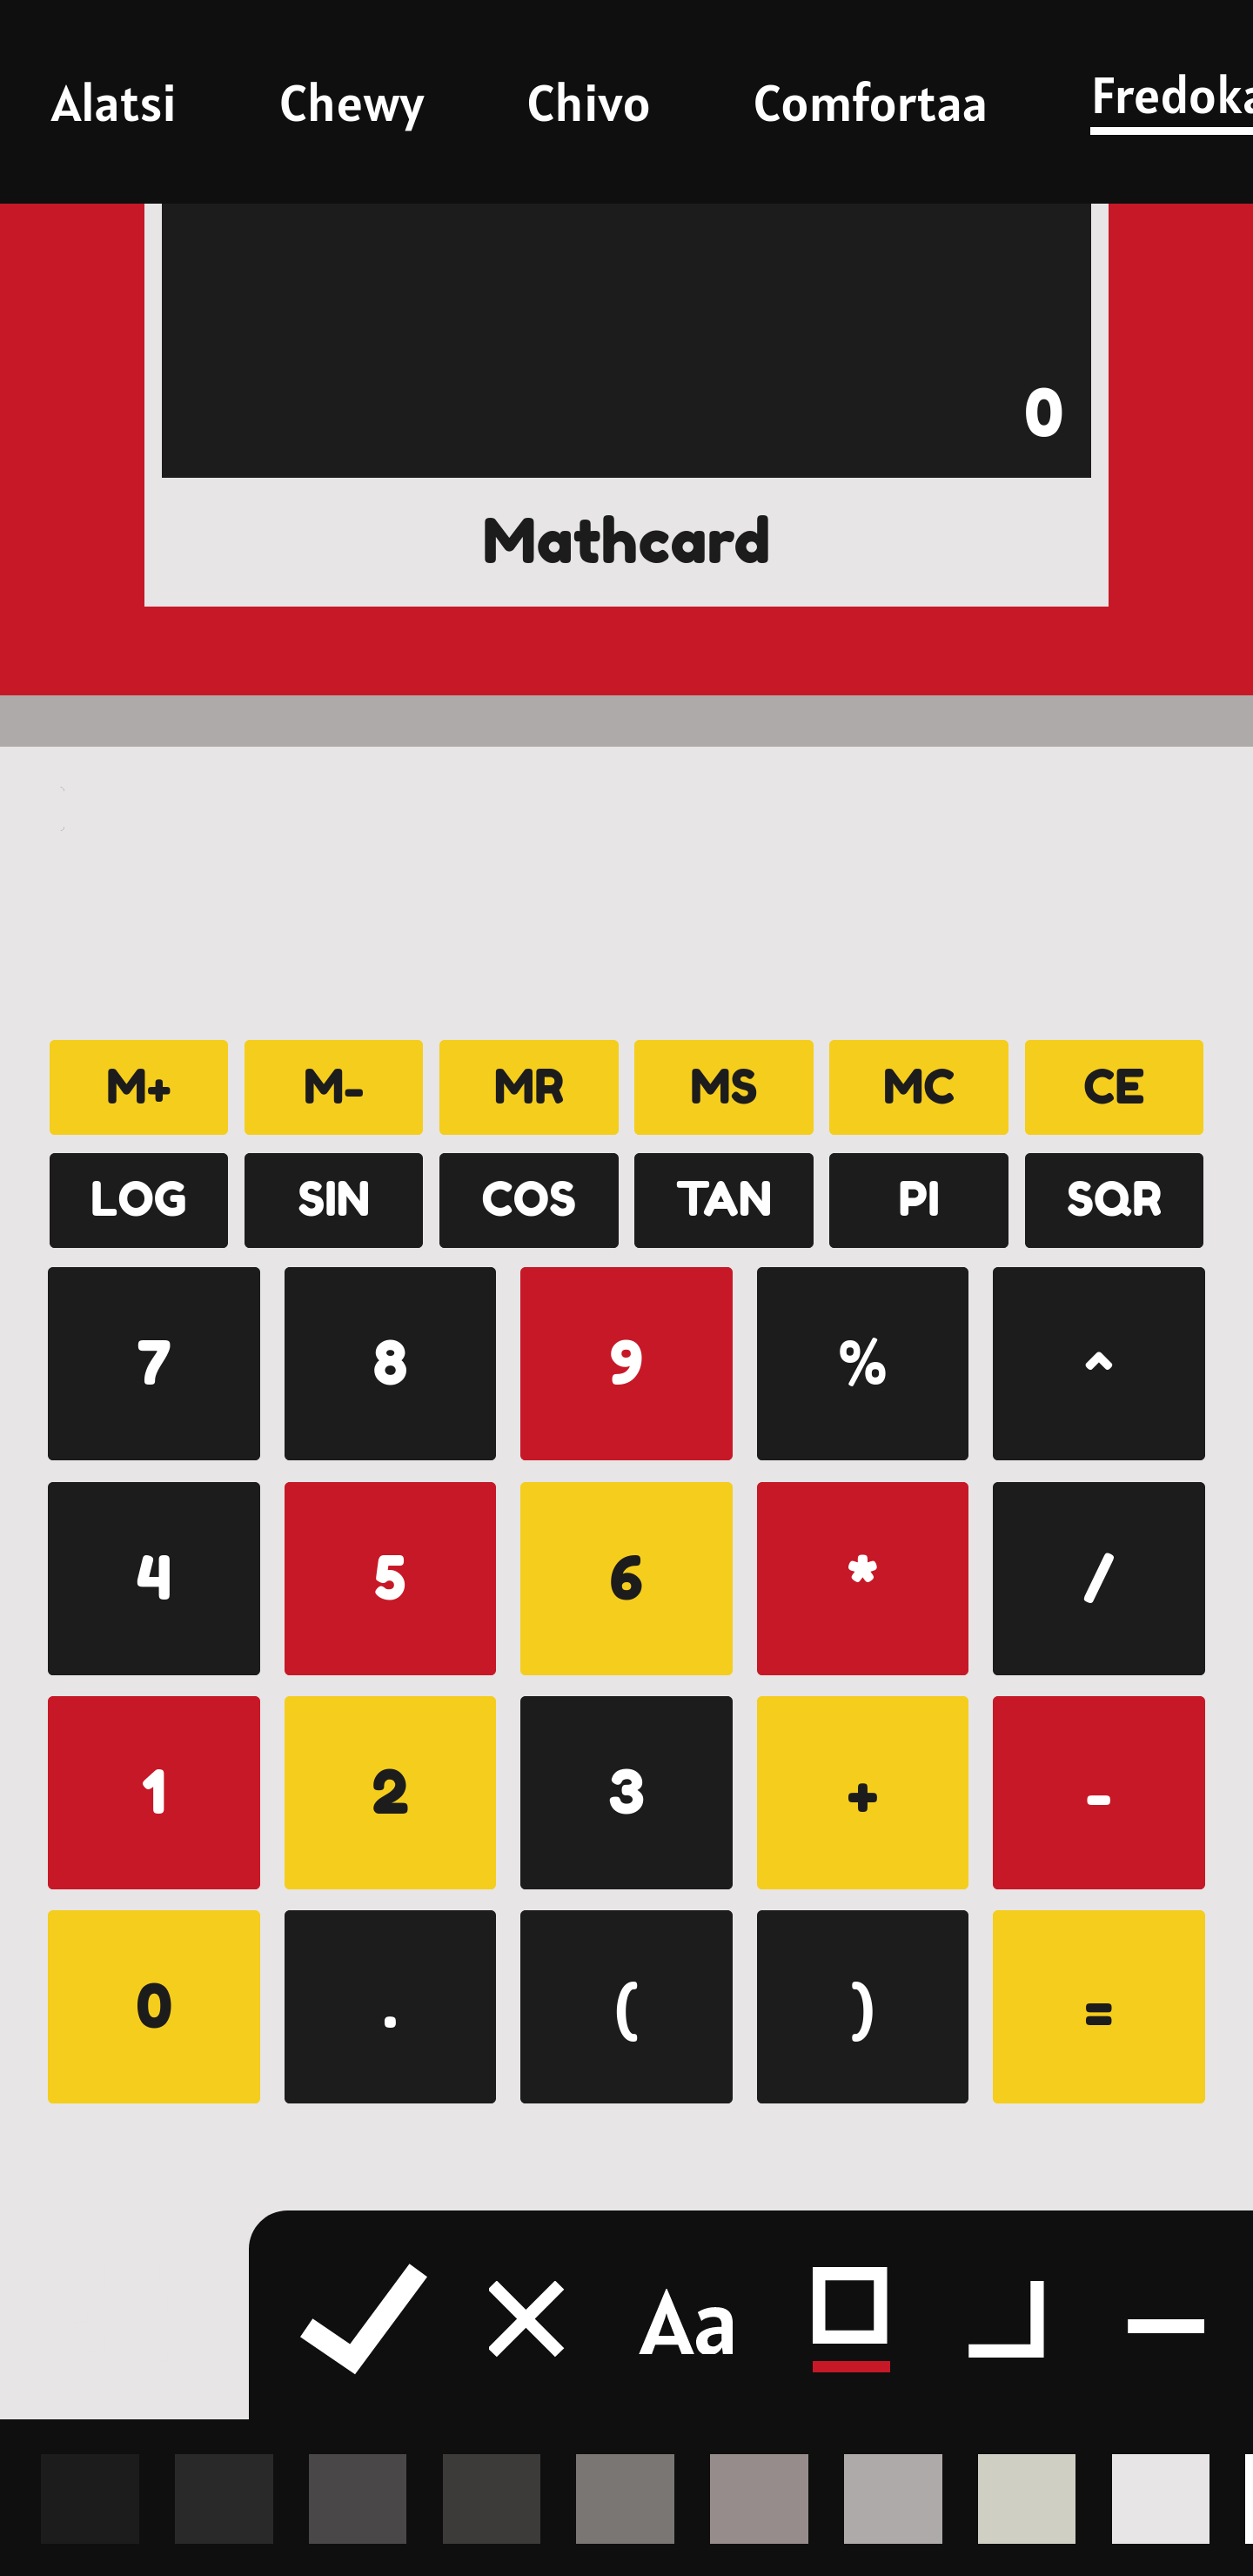 Alatsi Chewy Chivo Comfortaa Fredoka
0
Mathcard
M+ M- MR MS MC CE
LOG SIN COS TAN PI SQR
7 8 9 % ^
4 5 6 * /
1 2 3 + -
0 . ( ) =
Aa